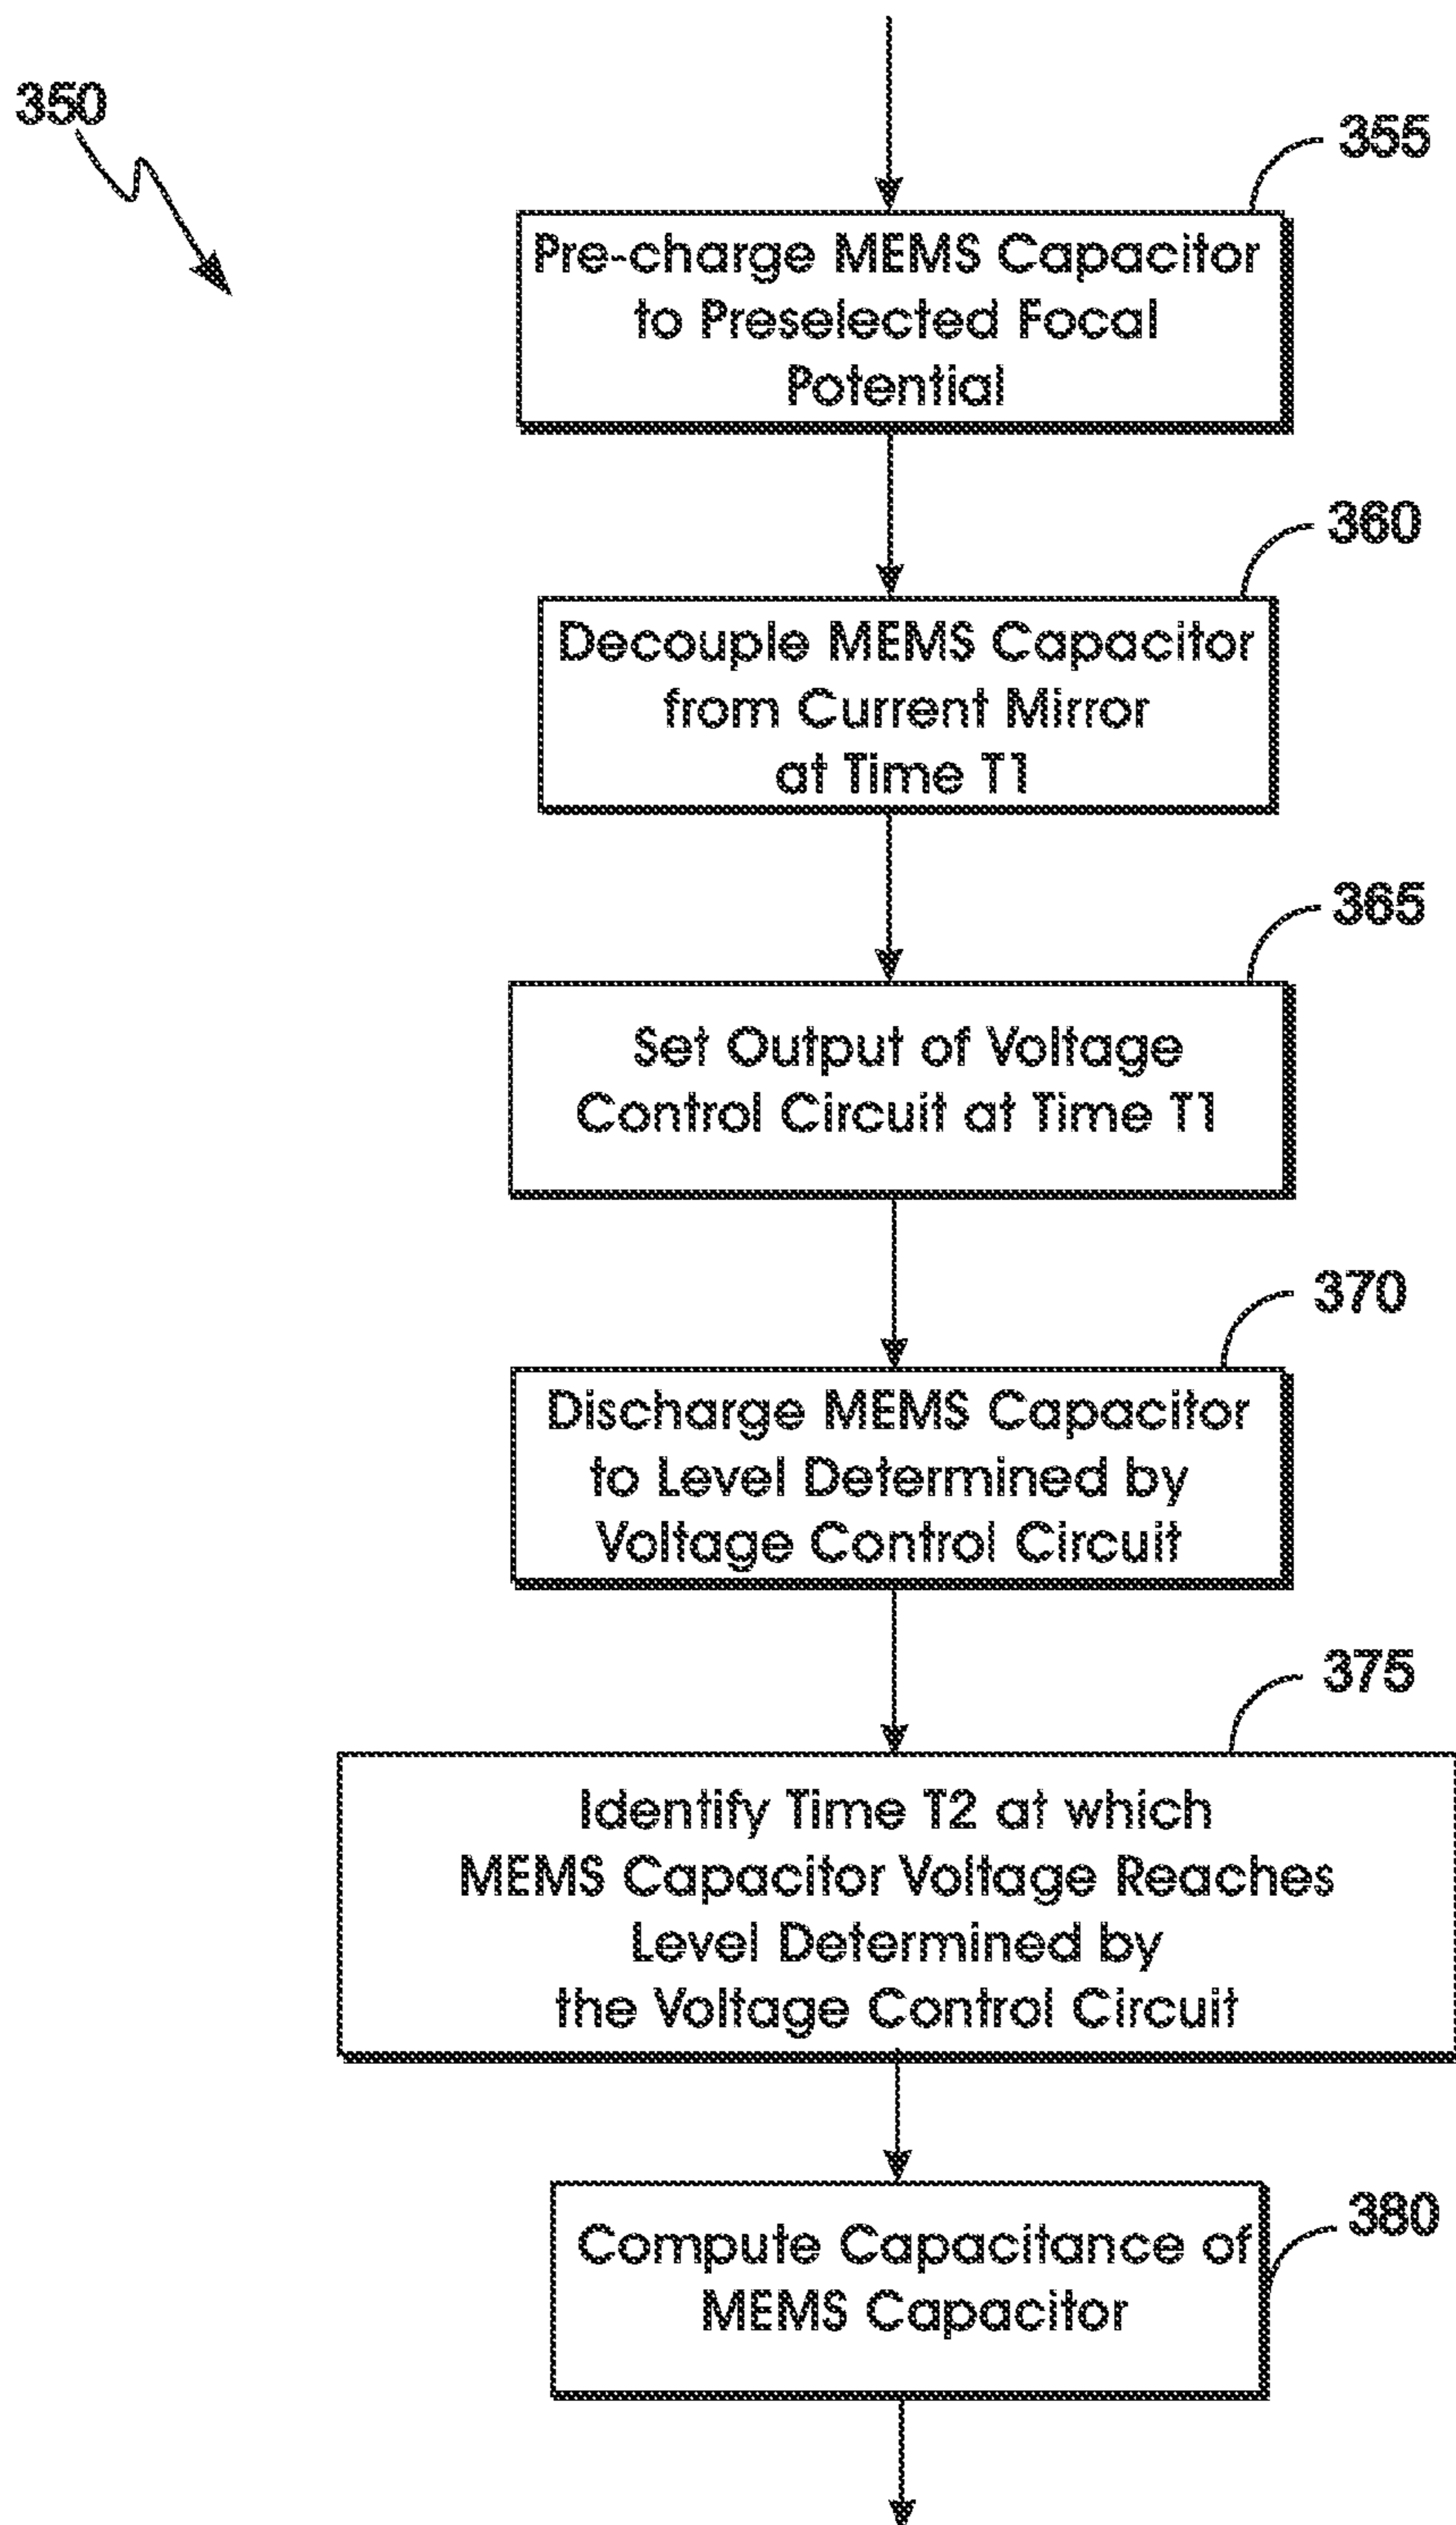 350
355
Pre-charge MEMS Capacitor
to Preselected Focal
Potential
360
Decouple MEMS Capacitor
from Current Mirror
at Time T1
365
Set Output of Voltage
Control Circuit at Time T1
370
Discharge MEMS Capacitor
to Level Determined by
Voltage Control Circuit
375
Identify Time T2 at which
MEMS Capacitor Voltage Reaches
Level Determined by
the Voltage Control Circuit
380
Compute Capacitance of
MEMS Capacitor